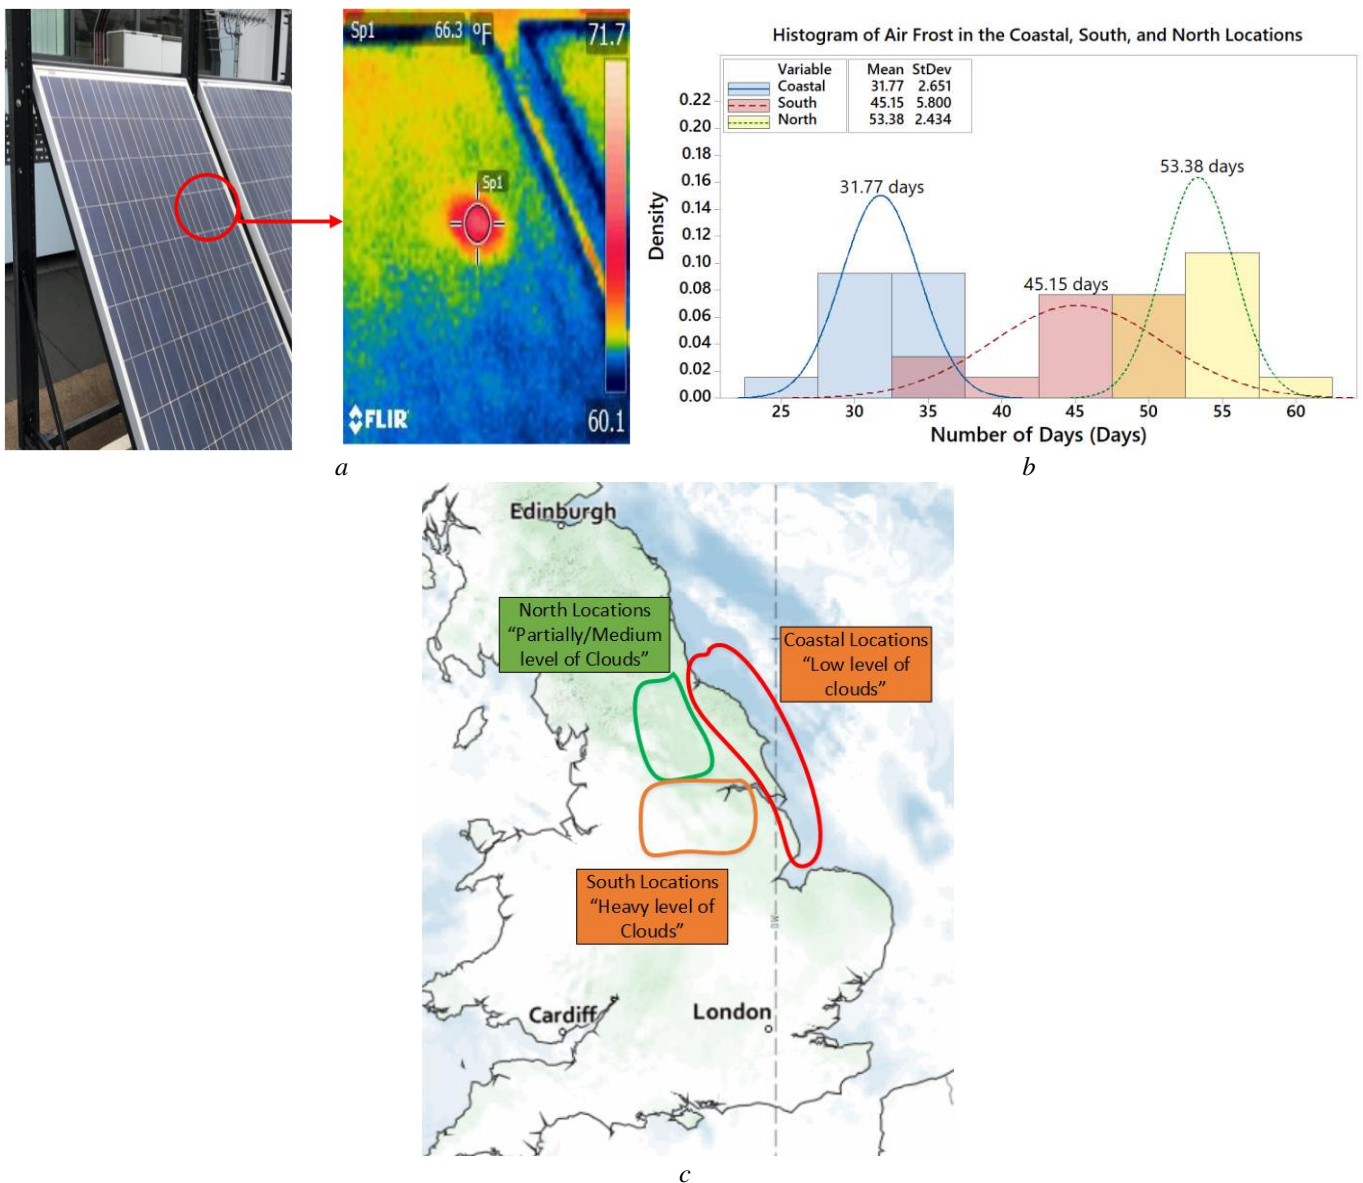 Sp1 66.3 °F 71.7
Sp1
60.1
FLIR
a
Histogram of Air Frost in the Coastal, South, and North Locations
Variable Mean StDev
Coastal 31.77 2.651
South 45.15 5.800
North 53.38 2.434
0.22
0.20
0.18
0.16
0.14
0.12
0.10
0.08
0.06
0.04
0.02
0.00
Density
31.77 days
45.15 days
53.38 days
25 30 35 40 45 50 55 60
Number of Days (Days)
b
Edinburgh
North Locations
“Partially/Medium
level of Clouds”
Coastal Locations
“Low level of
clouds”
South Locations
“Heavy level of
Clouds”
Cardiff
London
c